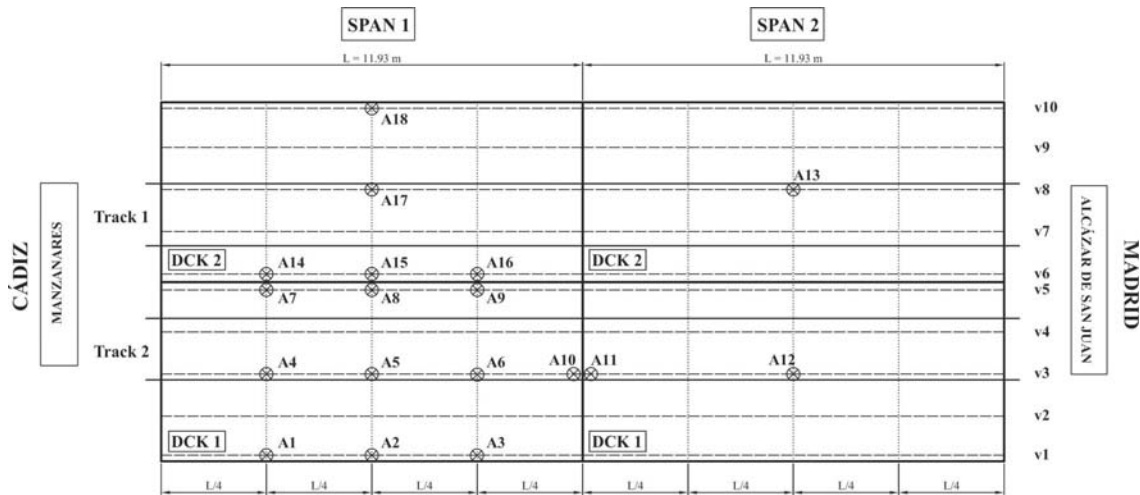 SPAN 1
SPAN 2
L = 11.93 m
L = 11.93 m
v10
A18
v9
A13
v8
A17
Track 1
v7
DCK 2
A14
A15
A16
DCK 2
v6
v5
A7
A8
A9
v4
Track 2
A4
A5
A6
A10
A11
A12
v3
v2
DCK 1
A1
A2
A3
DCK 1
v1
L/4
L/4
L/4
L/4
L/4
L/4
L/4
L/4
CÁDIZ
MANZANARES
ALCÁZAR DE SAN JUAN
MADRID